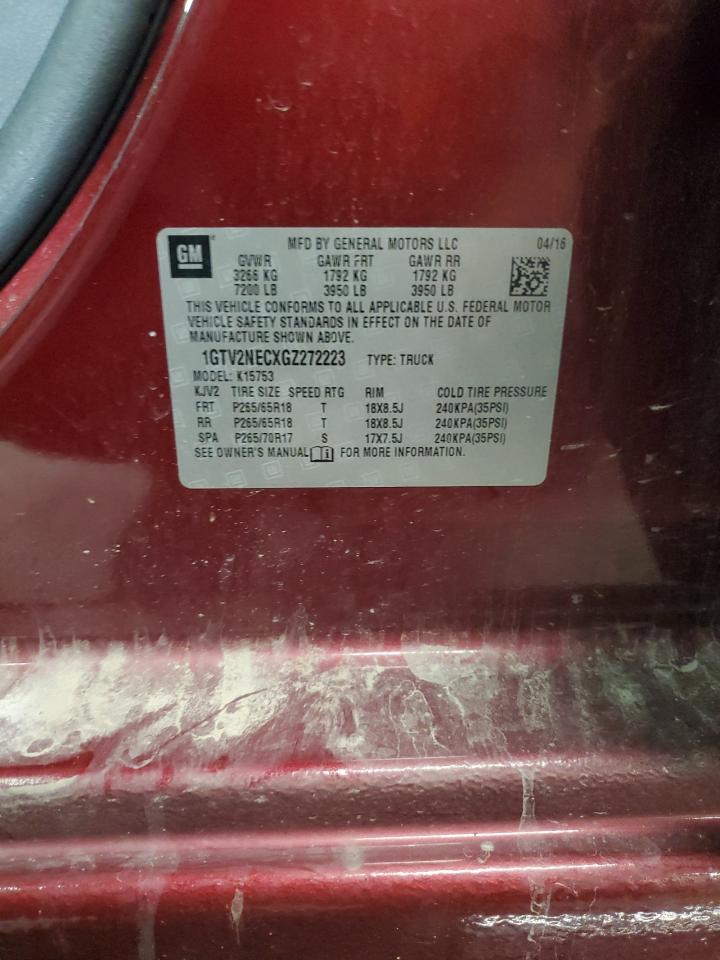 GM
MFD BY GENERAL MOTORS LLC 04/16
GVWR GAWR FRT GAWR RR
3266 KG 1792 KG 1792 KG
7200 LB 3950 LB 3950 LB
THIS VEHICLE CONFORMS TO ALL APPLICABLE U.S. FEDERAL MOTOR
VEHICLE SAFETY STANDARDS IN EFFECT ON THE DATE OF
MANUFACTURE SHOWN ABOVE.
1GTV2NECXGZ272223 TYPE: TRUCK
MODEL: K15753
KJV2 TIRE SIZE SPEED RTG RIM COLD TIRE PRESSURE
FRT P265/65R18 T 18X8.5J 240KPA(35PSI)
RR P265/65R18 T 18X8.5J 240KPA(35PSI)
SPA P265/70R17 S 17X7.5J 240KPA(35PSI)
SEE OWNER'S MANUAL FOR MORE INFORMATION.